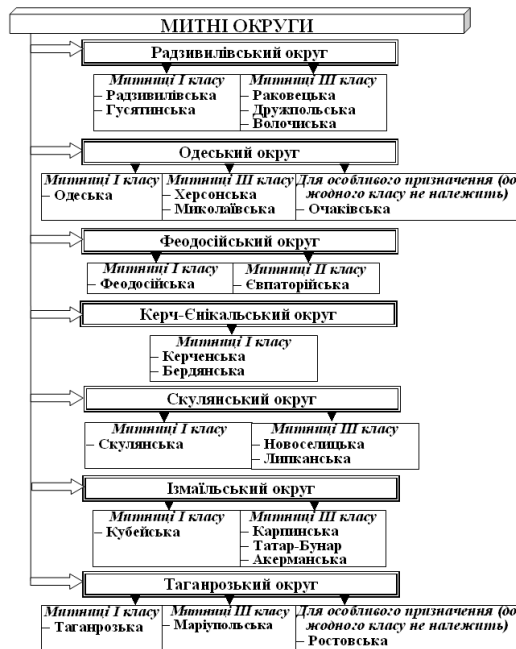 МИТНІ ОКРУГИ
Радзивилівський округ
Митниці І класу
– Радзивилівська
– Гусятинська
Митниці ІІІ класу
– Раковецька
– Дружпольська
– Волочиська
Одеський округ
Митниці І класу
– Одеська
Митниці ІІІ класу
– Херсонська
– Миколаївська
Для особливого призначення (до
жодного класу не належить)
– Очаківська
Феодосійський округ
Митниці І класу
– Феодосійська
Митниці ІІ класу
– Євпаторійська
Керч-Єнікальський округ
Митниці І класу
– Керченська
– Бердянська
Скулянський округ
Митниці І класу
– Скулянська
Митниці ІІІ класу
– Новоселицька
– Липканська
Ізмаїльський округ
Митниці І класу
– Кубейська
Митниці ІІІ класу
– Карпинська
– Татар-Бунар
– Акерманська
Таганрозький округ
Митниці І класу
– Таганрозька
Митниці ІІІ класу
– Маріупольська
Для особливого призначення (до
жодного класу не належить)
– Ростовська